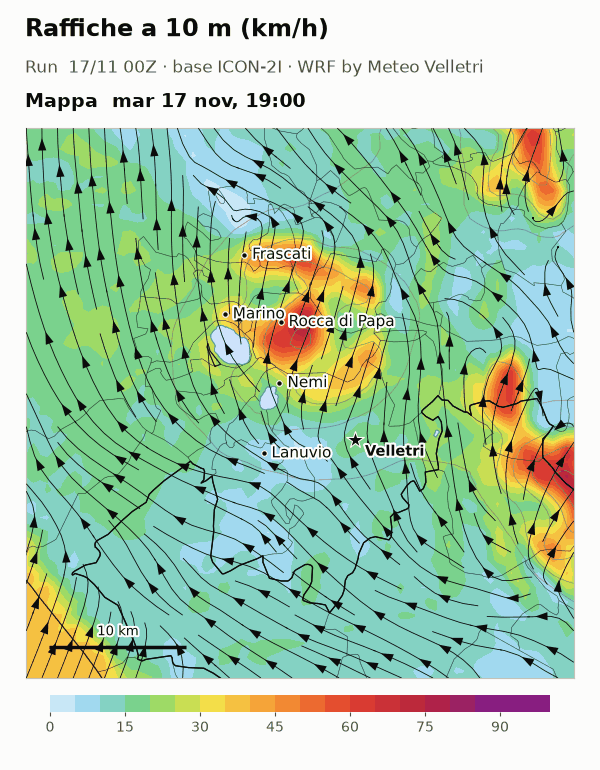 Raffiche a 10 m (km/h)
Run 17/11 00Z · base ICON-2I · WRF by Meteo Velletri
Mappa mar 17 nov, 19:00
Frascati
Marino
Rocca di Papa
Nemi
Velletri
Lanuvio
10 km
0 15 30 45 60 75 90